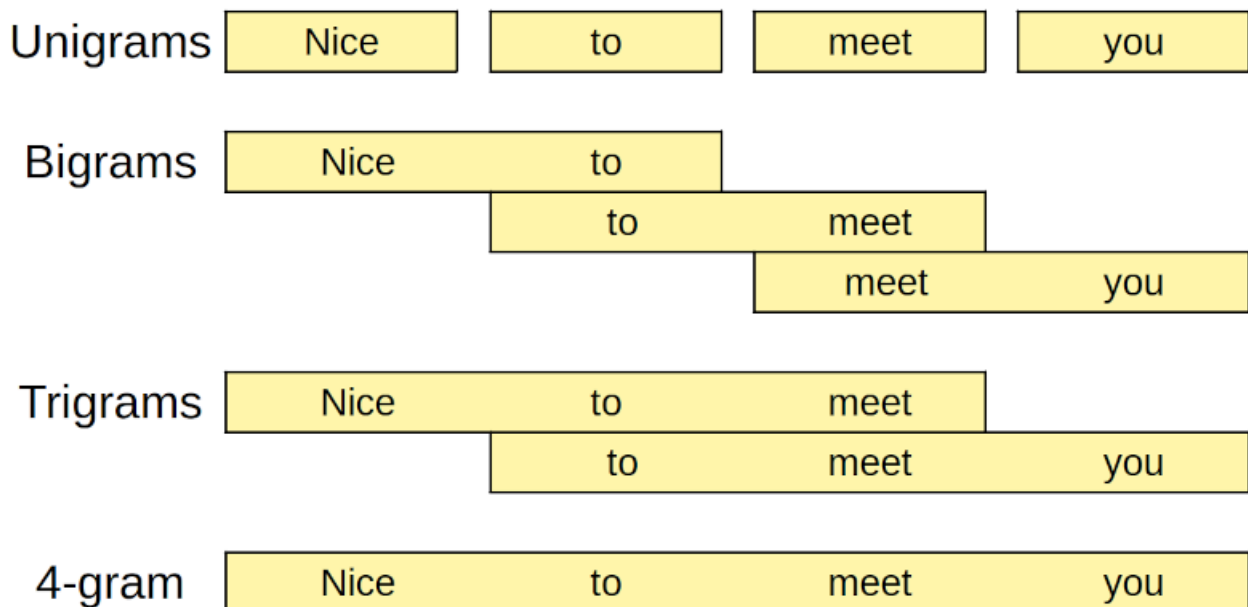 Unigrams Nice to meet you
Bigrams Nice to
to meet
meet you
Trigrams Nice to meet
to meet you
4-gram Nice to meet you